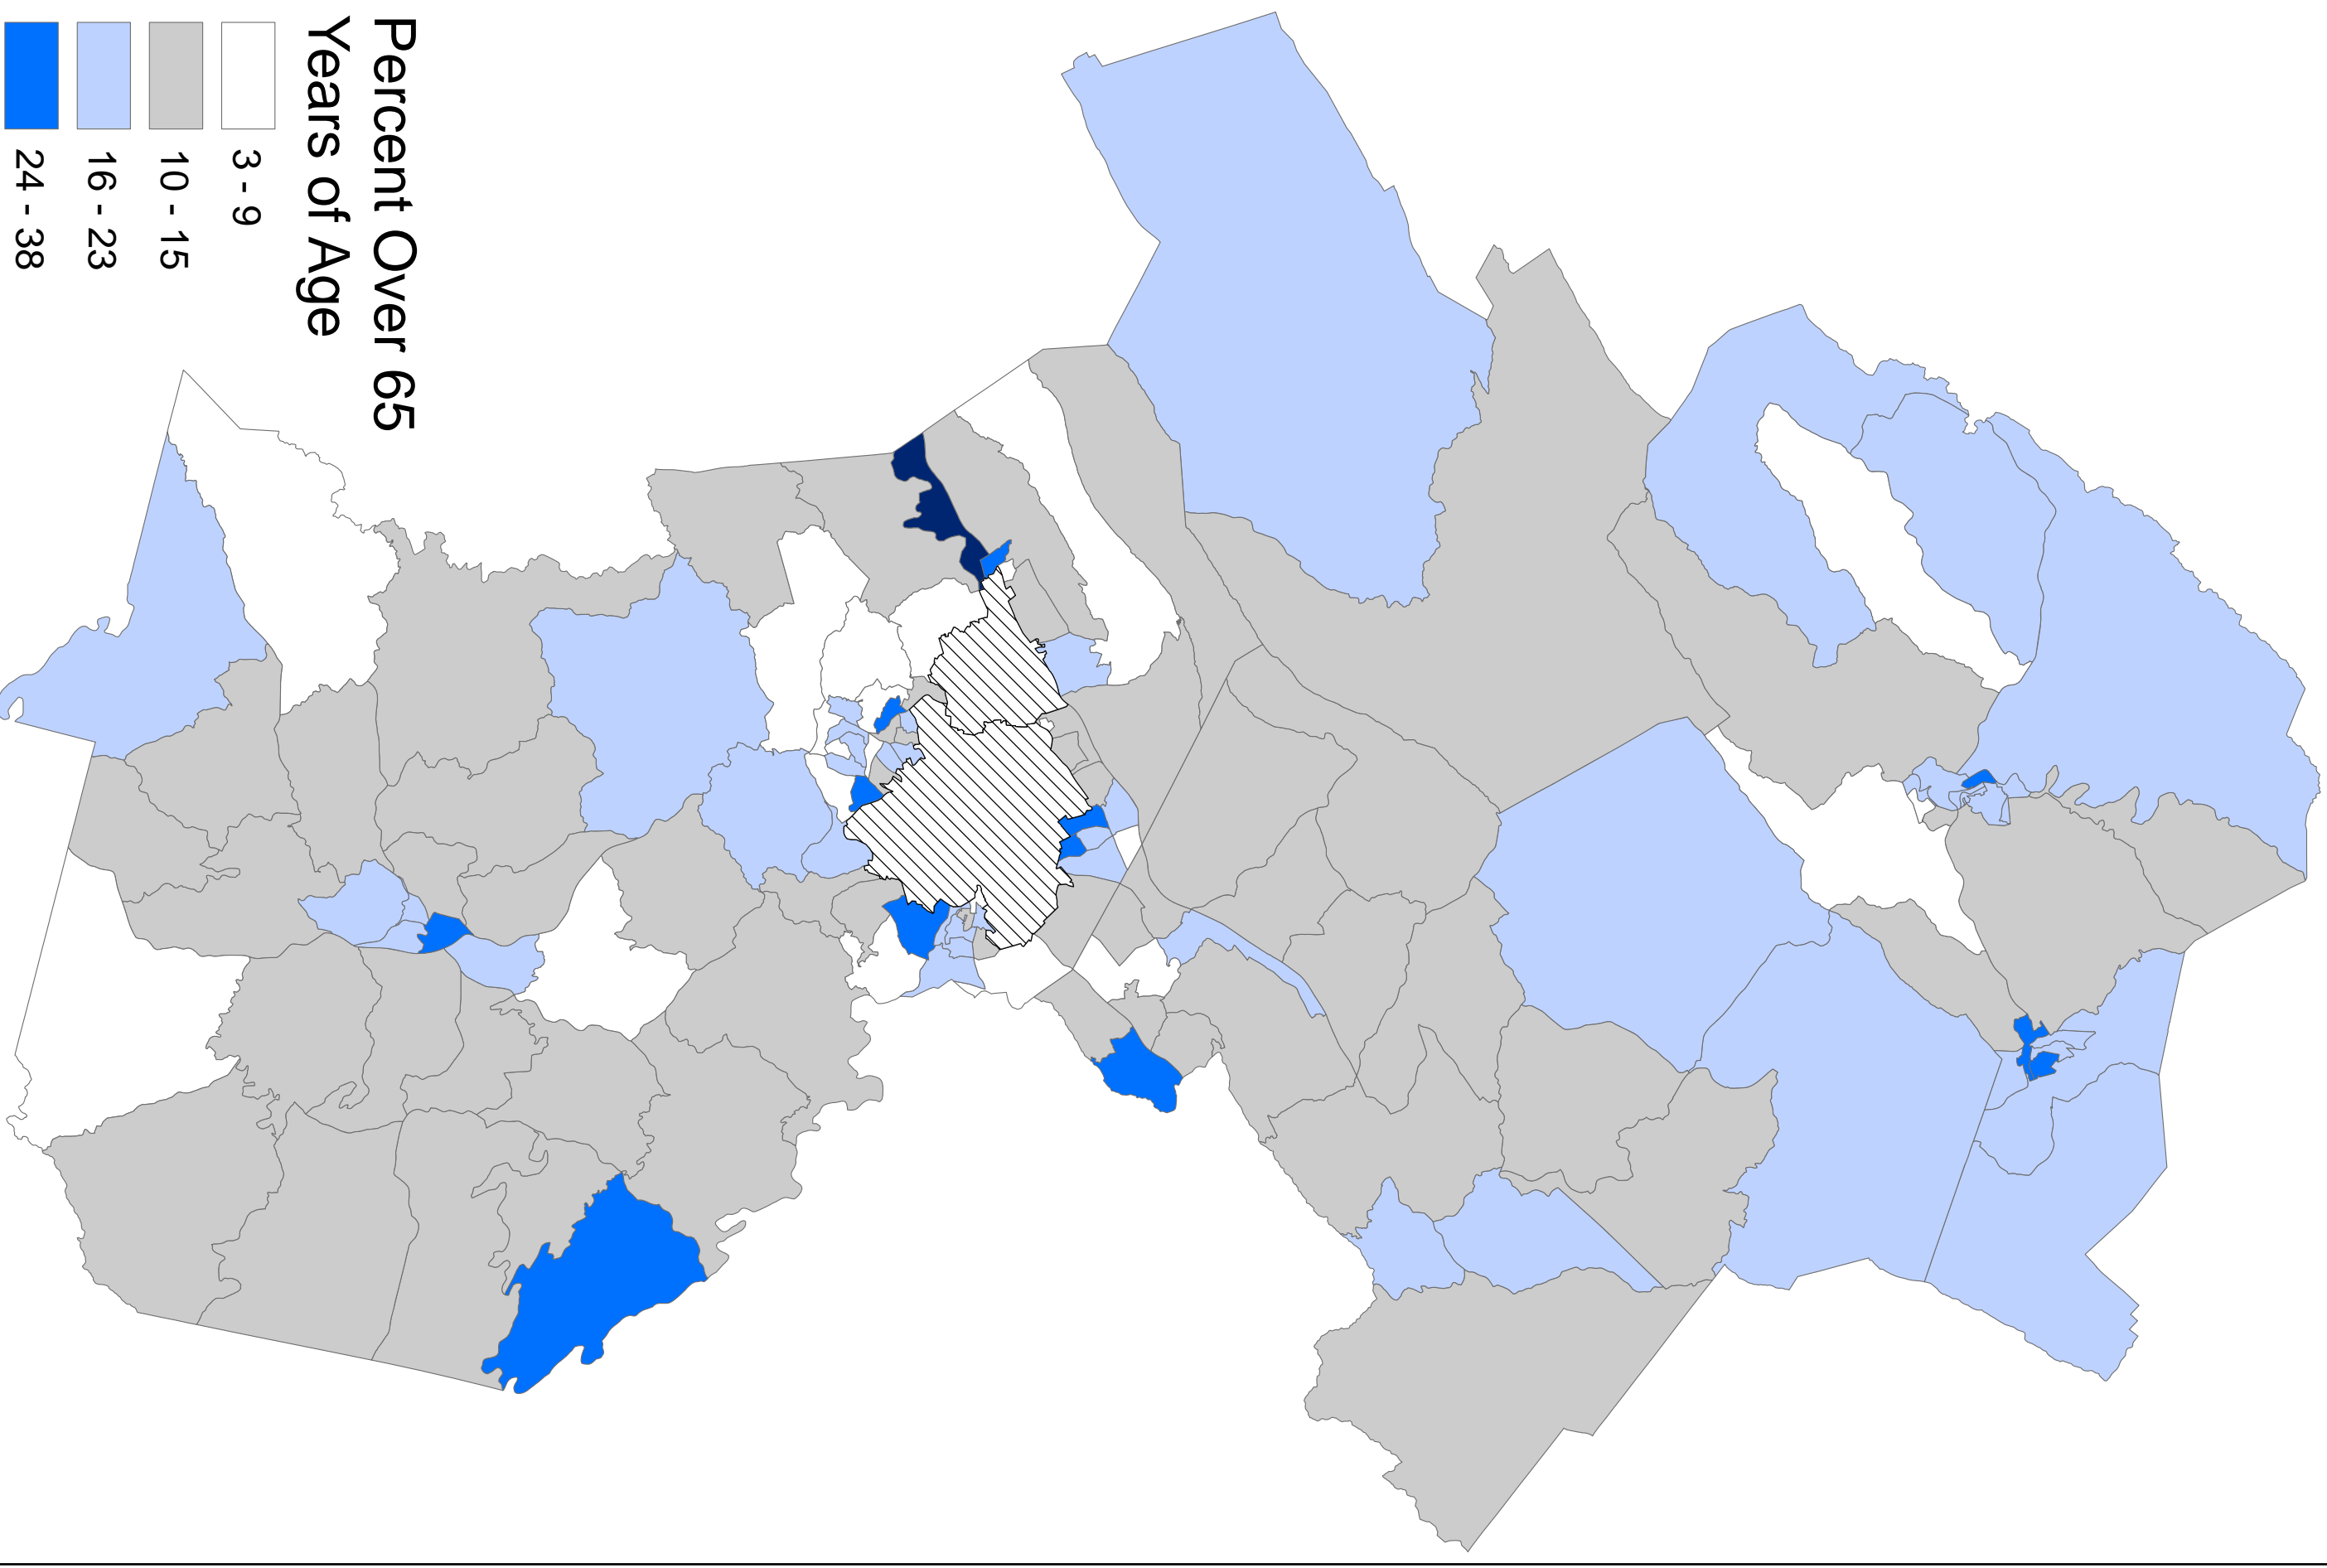 Percent Over 65
Years of Age
3 - 9
10 - 15
16 - 23
24 - 38